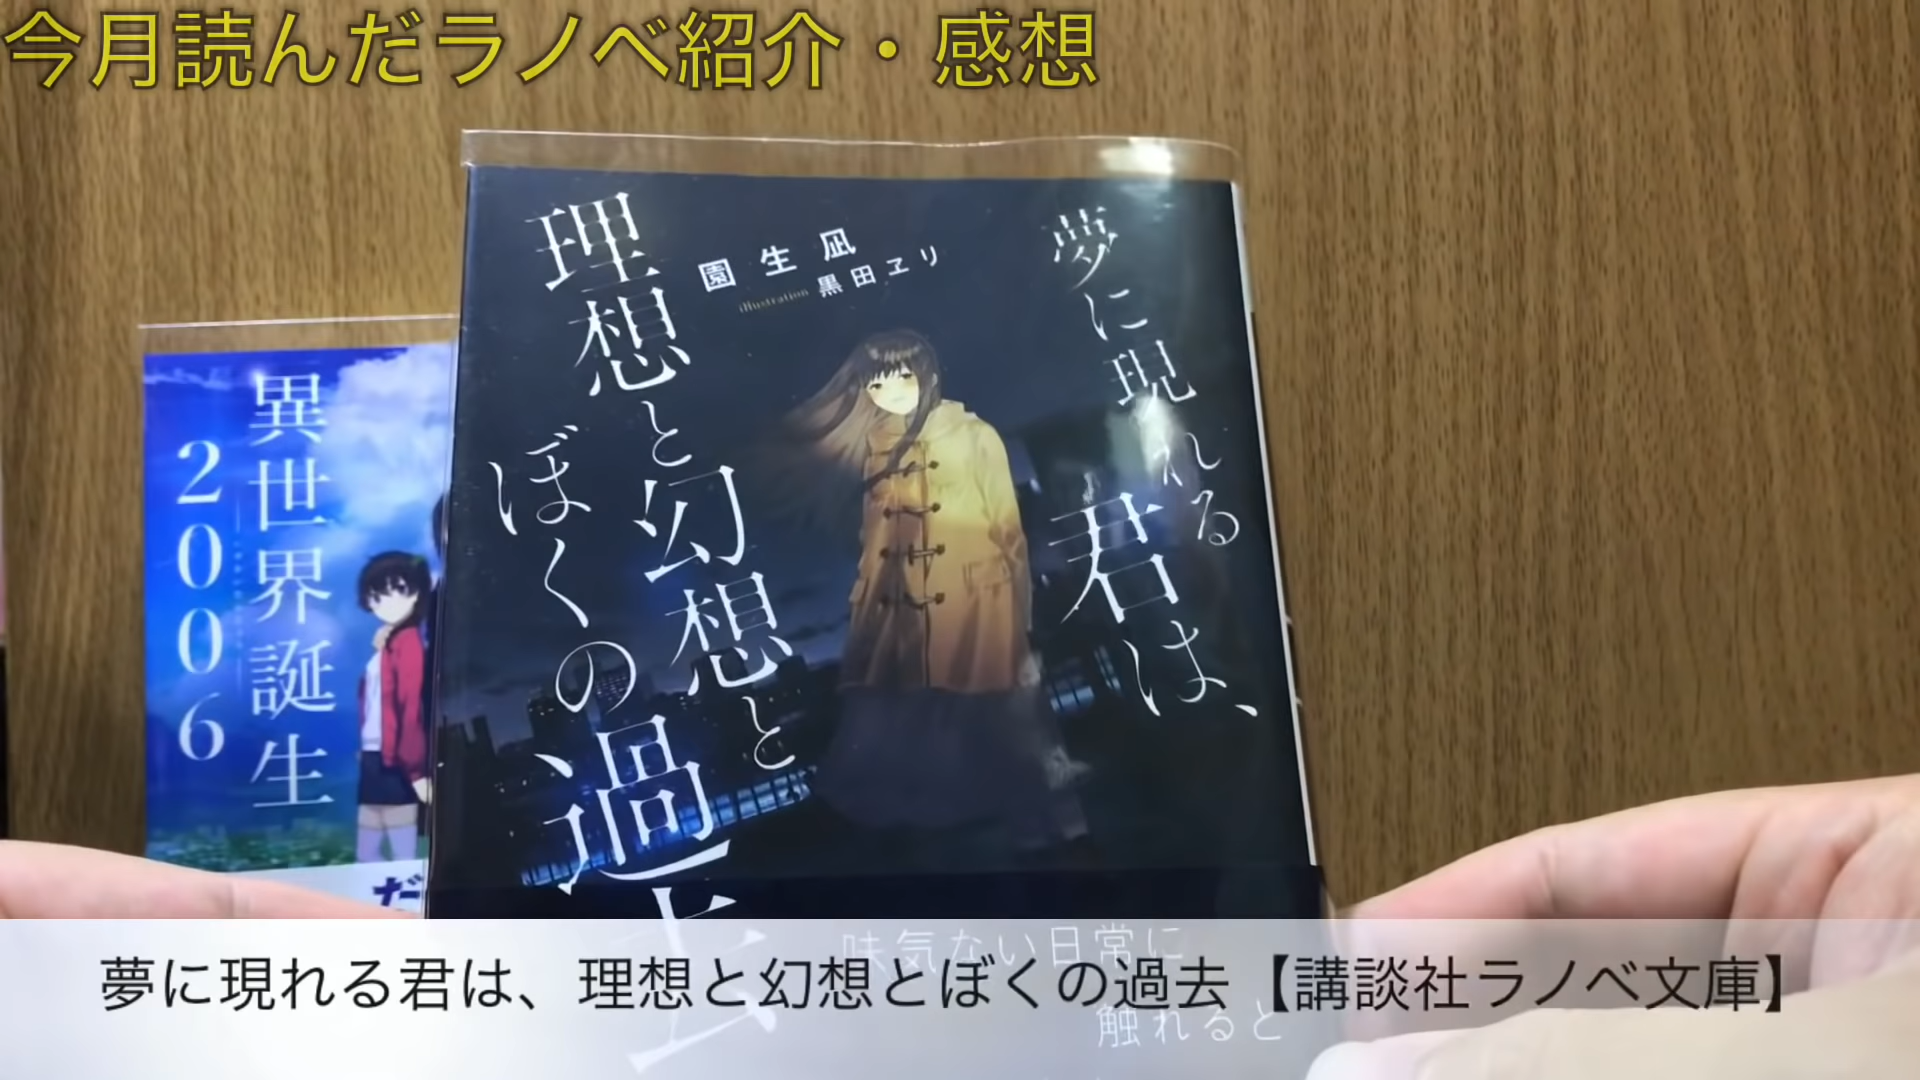 今月読んだラノベ紹介・感想
夢に現れる
君は、
園生凪
illustration 黒田ヱリ
理想と幻想と
ぼくの過去
異世界誕生
2006
だ
味気ない日常に
触れると
夢に現れる君は、理想と幻想とぼくの過去【講談社ラノベ文庫】